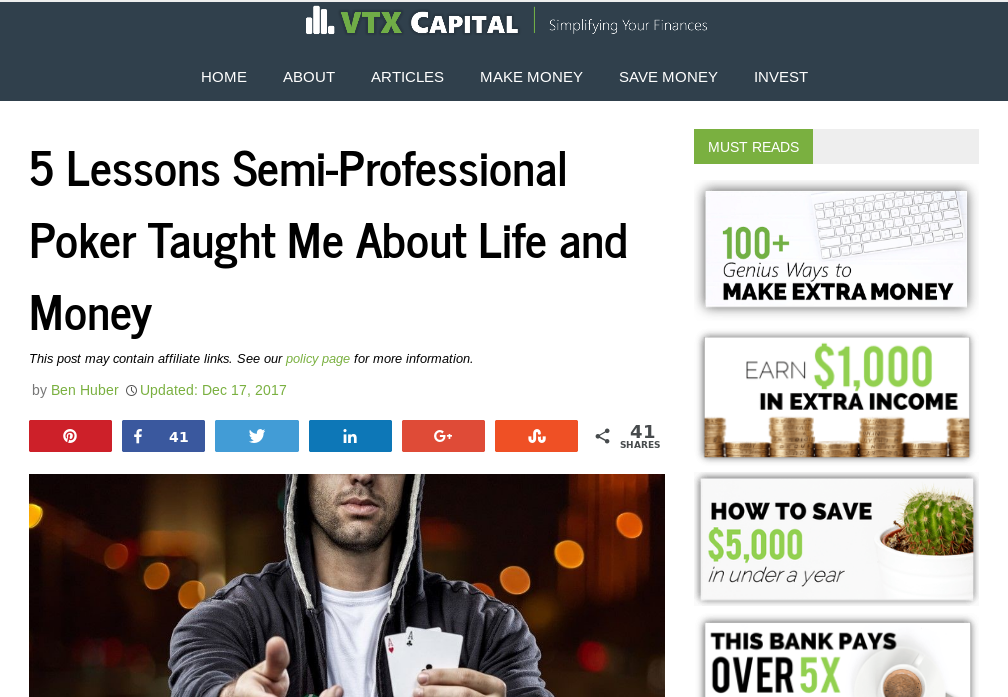 VTX CAPITAL Simplifying Your Finances
HOME ABOUT ARTICLES MAKE MONEY SAVE MONEY INVEST
5 Lessons Semi-Professional
Poker Taught Me About Life and
Money
This post may contain affiliate links. See our policy page for more information.
by Ben Huber Updated: Dec 17, 2017
41
41
SHARES
A
A
MUST READS
100+
Genius Ways to
MAKE EXTRA MONEY
EARN $1,000
IN EXTRA INCOME
HOW TO SAVE
$5,000
in under a year
THIS BANK PAYS
OVER 5X